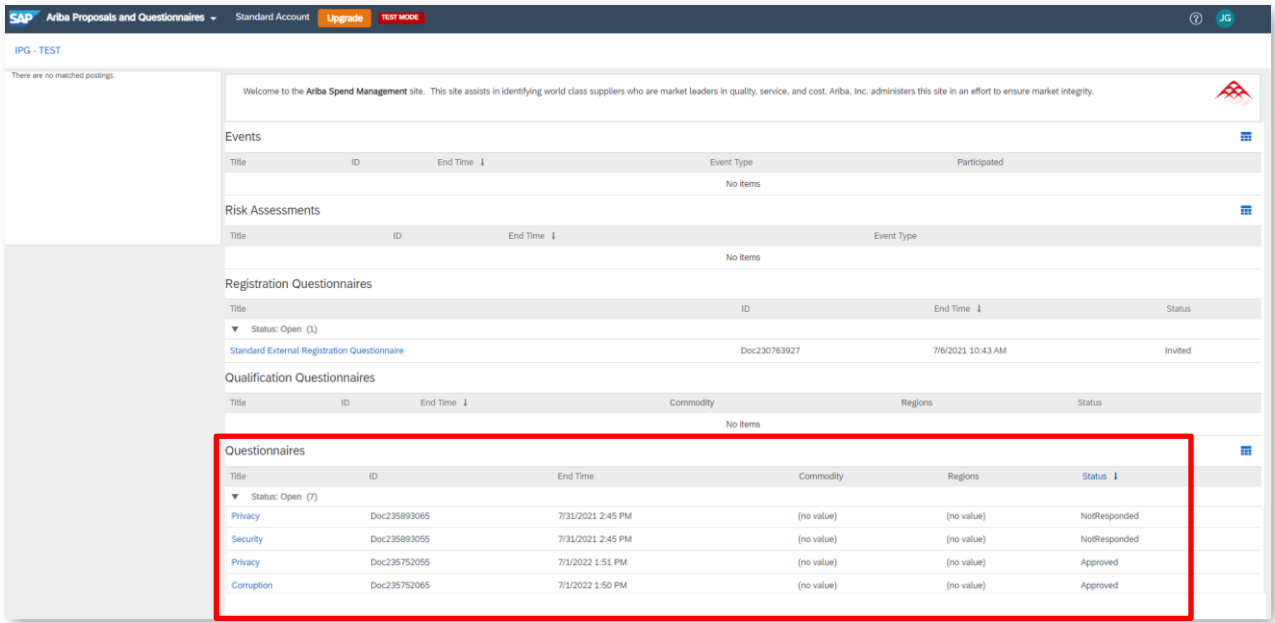 SAP Ariba Proposals and Questionnaires Standard Account Upgrade TEST MODE ? JG
IPG - TEST
There are no matched postings.
Welcome to the Ariba Spend Management site. This site assists in identifying world class suppliers who are market leaders in quality, service, and cost. Ariba, Inc. administers this site in an effort to ensure market integrity.
Events
Title ID End Time ↓ Event Type Participated
No items
Risk Assessments
Title ID End Time ↓ Event Type
No items
Registration Questionnaires
Title ID End Time ↓ Status
▼ Status: Open (1)
Standard External Registration Questionnaire Doc230763927 7/6/2021 10:43 AM Invited
Qualification Questionnaires
Title ID End Time ↓ Commodity Regions Status
No items
Questionnaires
Title ID End Time Commodity Regions Status ↓
▼ Status: Open (7)
Privacy Doc235893065 7/31/2021 2:45 PM (no value) (no value) NotResponded
Security Doc235893055 7/31/2021 2:45 PM (no value) (no value) NotResponded
Privacy Doc235752055 7/1/2022 1:51 PM (no value) (no value) Approved
Corruption Doc235752065 7/1/2022 1:50 PM (no value) (no value) Approved